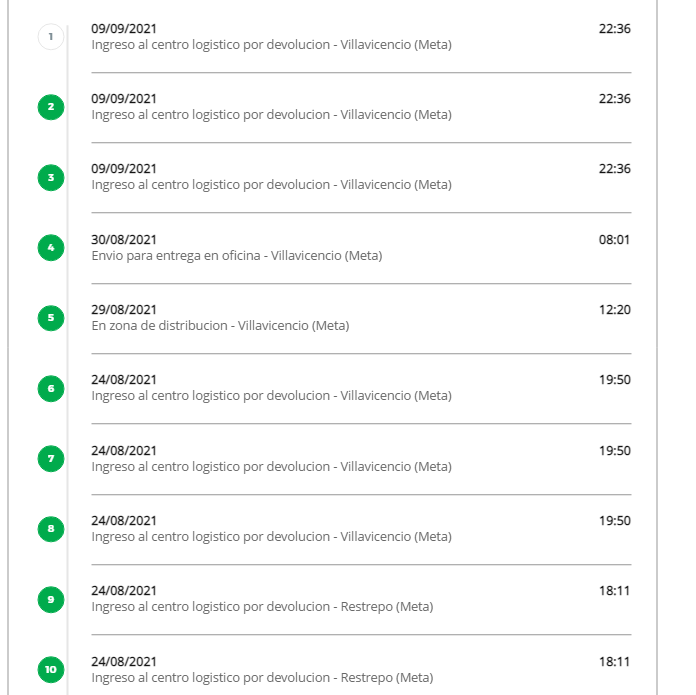 1
09/09/2021 22:36
Ingreso al centro logistico por devolucion - Villavicencio (Meta)
2
09/09/2021 22:36
Ingreso al centro logistico por devolucion - Villavicencio (Meta)
3
09/09/2021 22:36
Ingreso al centro logistico por devolucion - Villavicencio (Meta)
4
30/08/2021 08:01
Envio para entrega en oficina - Villavicencio (Meta)
5
29/08/2021 12:20
En zona de distribucion - Villavicencio (Meta)
6
24/08/2021 19:50
Ingreso al centro logistico por devolucion - Villavicencio (Meta)
7
24/08/2021 19:50
Ingreso al centro logistico por devolucion - Villavicencio (Meta)
8
24/08/2021 19:50
Ingreso al centro logistico por devolucion - Villavicencio (Meta)
9
24/08/2021 18:11
Ingreso al centro logistico por devolucion - Restrepo (Meta)
10
24/08/2021 18:11
Ingreso al centro logistico por devolucion - Restrepo (Meta)